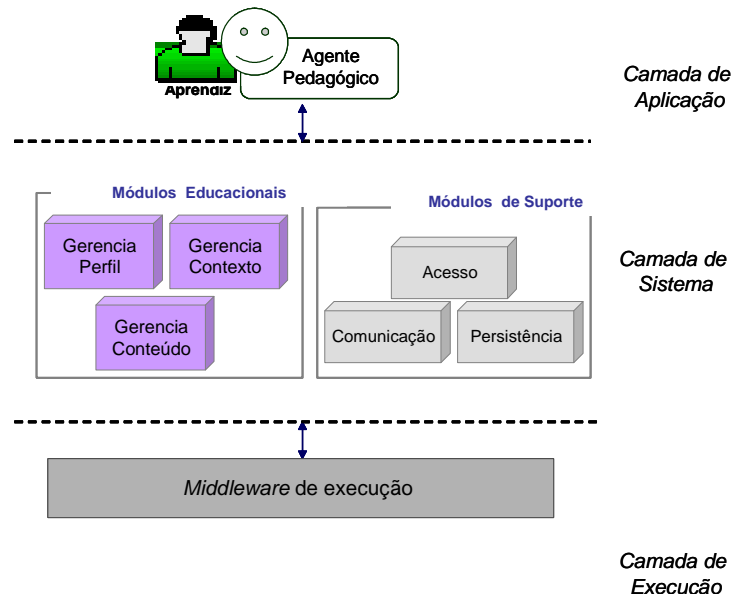 Agente
Pedagógico
Aprendiz
Camada de
Aplicação
Módulos Educacionais
Gerencia
Perfil
Gerencia
Contexto
Gerencia
Conteúdo
Módulos de Suporte
Acesso
Comunicação
Persistência
Camada de
Sistema
Middleware de execução
Camada de
Execução